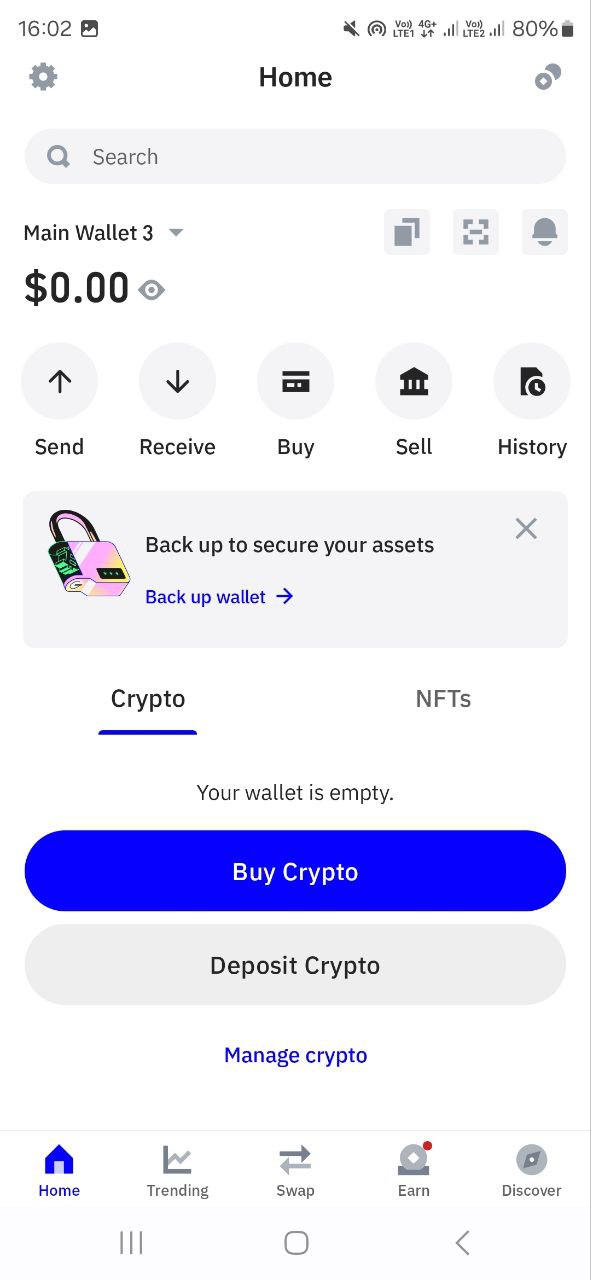 16:02 Vo)) LTE1 4G+ Vo)) LTE2 80%
Home
Search
Main Wallet 3
$0.00
Send Receive Buy Sell History
Back up to secure your assets
Back up wallet →
Crypto NFTs
Your wallet is empty.
Buy Crypto
Deposit Crypto
Manage crypto
Home Trending Swap Earn Discover